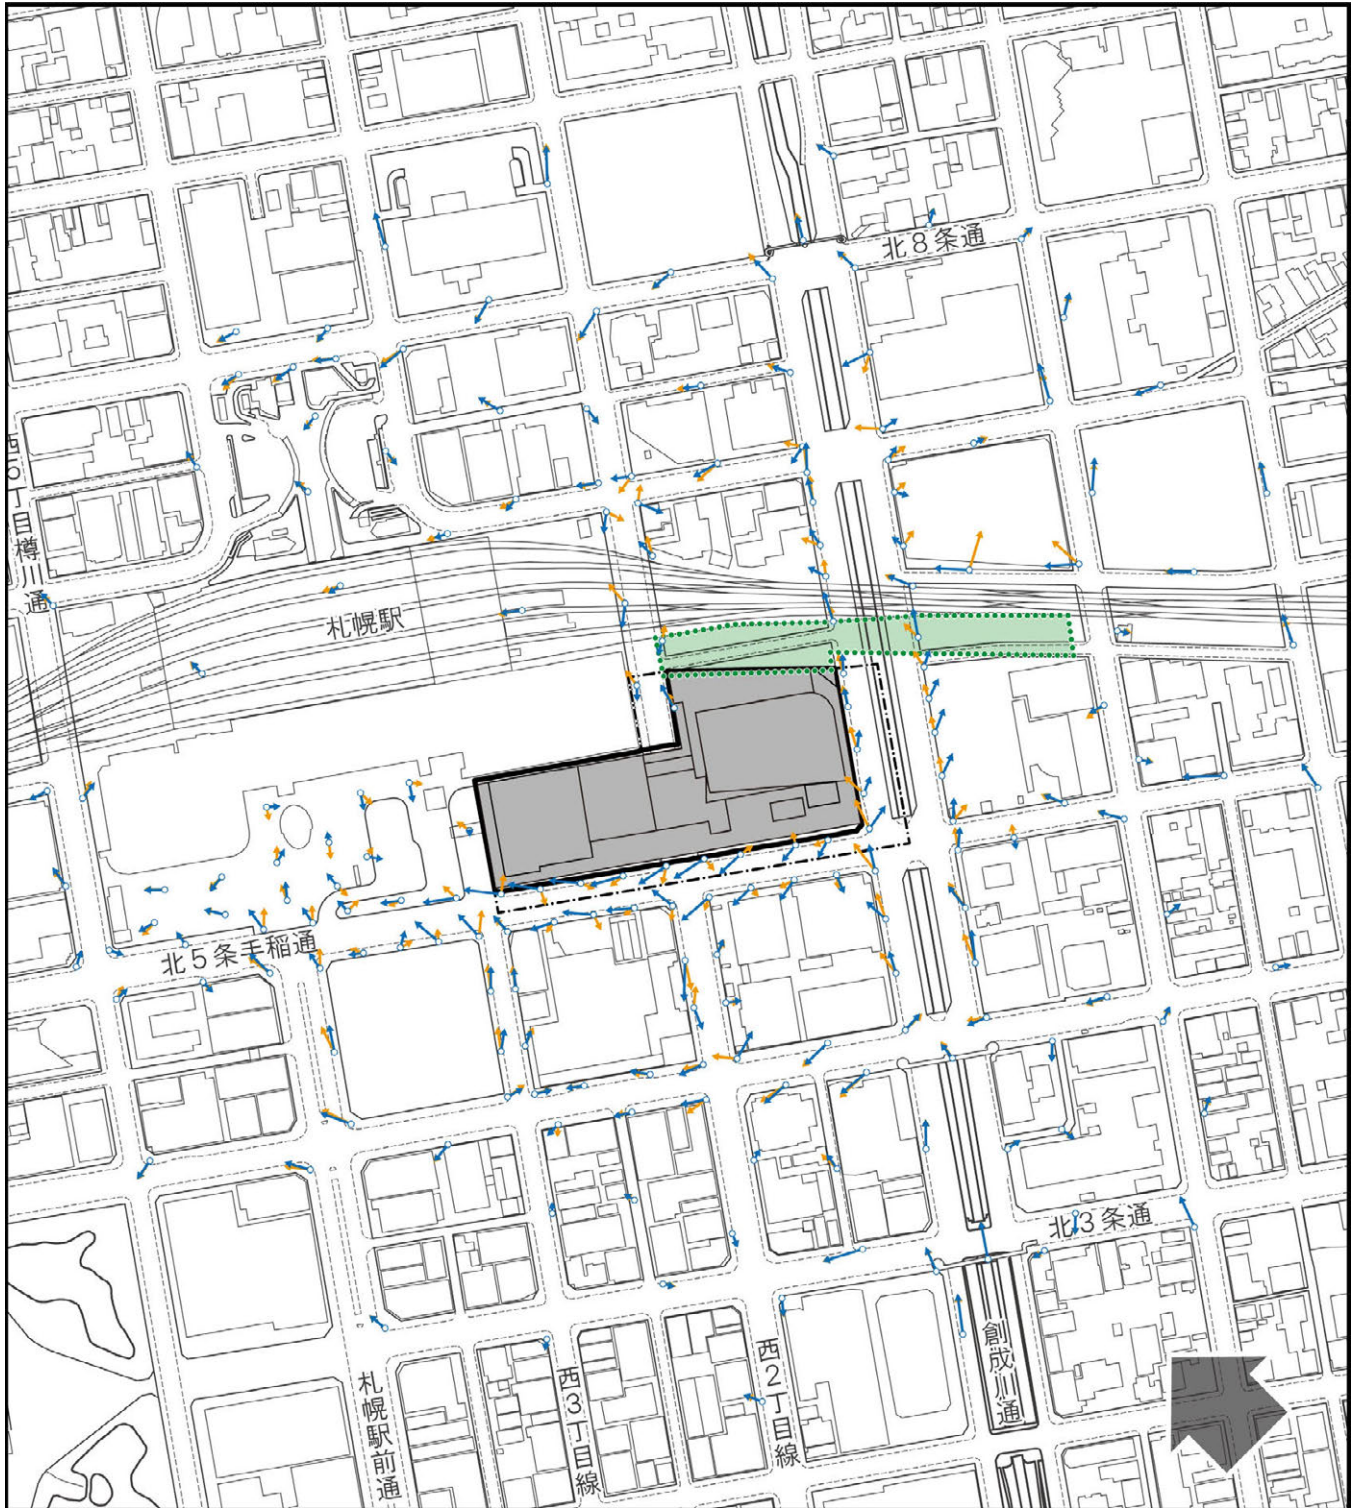 北8条通
西5丁目樽川通
札幌駅
北5条手稲通
北3条通
創成川通
西2丁目線
西3丁目線
札幌駅前通